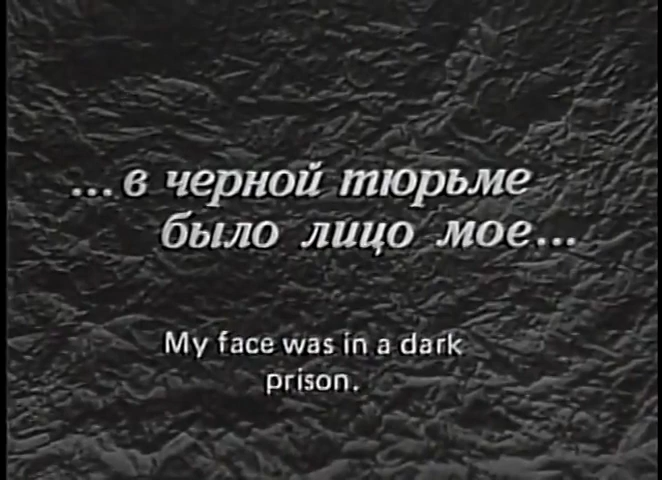 ...в черной тюрьме
было лицо мое...
My face was in a dark
prison.